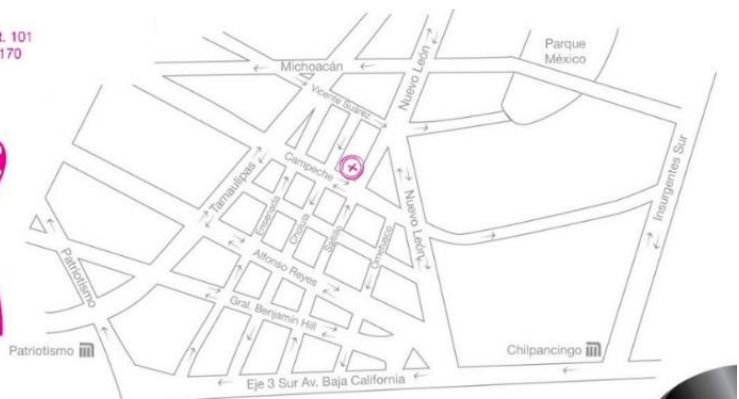 t. 101
170
Parque
México
Michoacán
Nuevo León
Vicente Suárez
Campeche
Tamaulipas
Insurgentes Sur
Ensenada
Cholula
Saltillo
Nuevo León
Ometusco
Alfonso Reyes
Patriotismo
Gral. Benjamín Hill
Patriotismo
Chilpancingo
Eje 3 Sur Av. Baja California